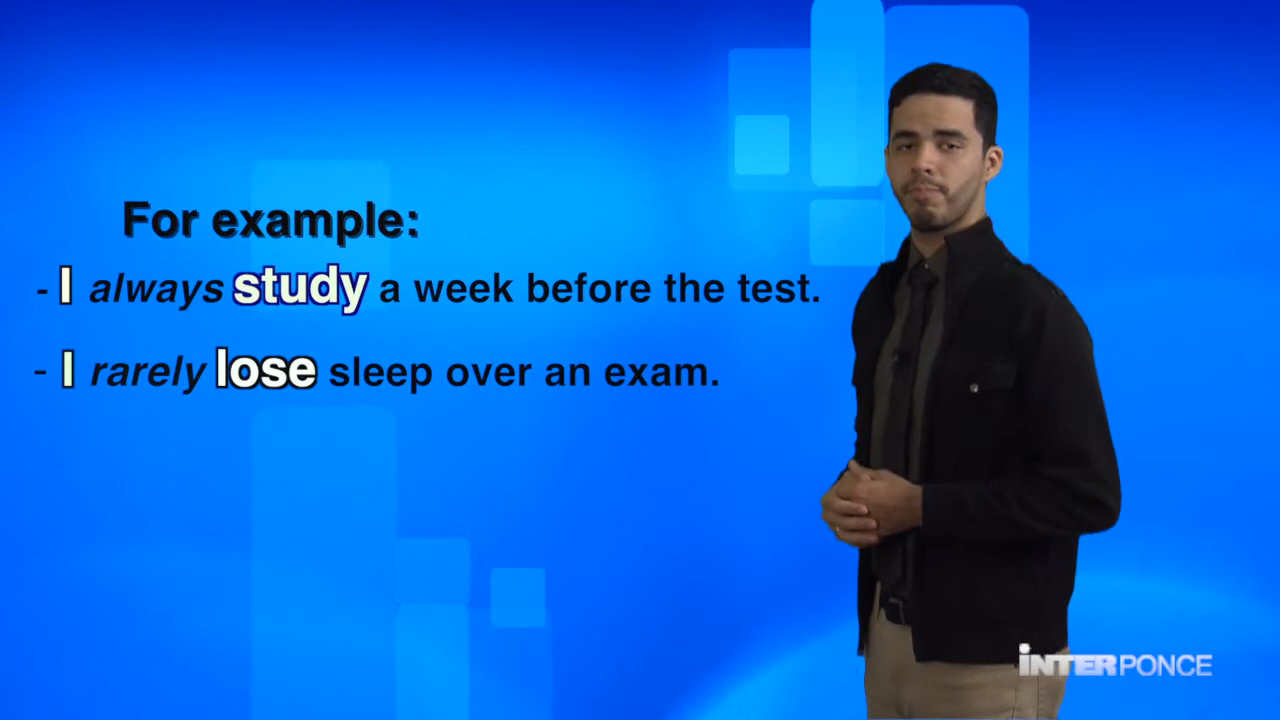 For example:
- I always study a week before the test.
- I rarely lose sleep over an exam.
INTERPONCE